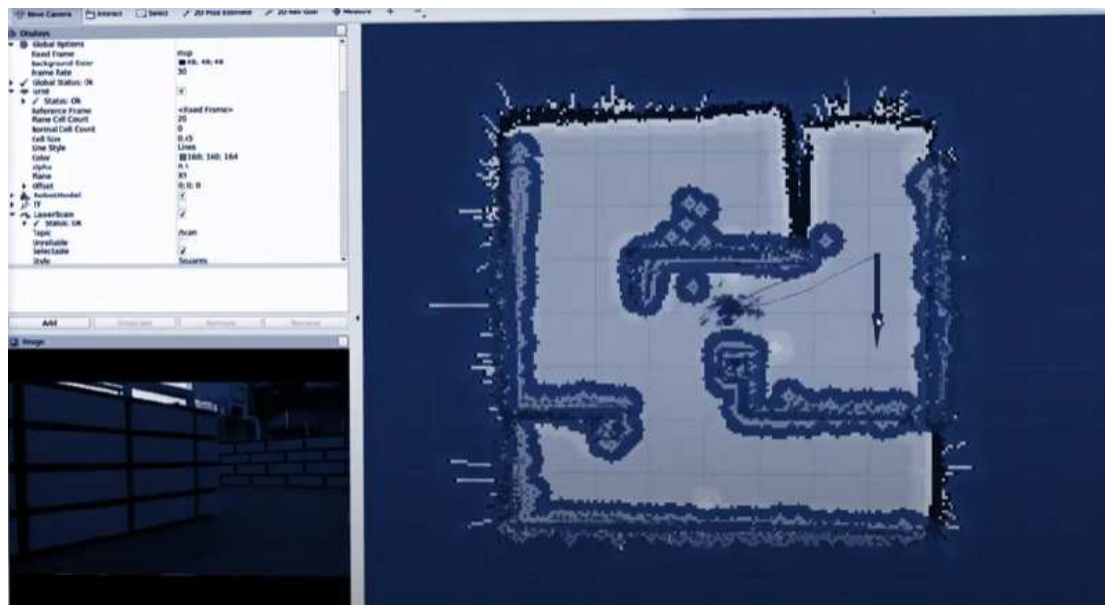 Move Camera Interact Select 2D Pose Estimate 2D Nav Goal Measure
Displays
Global Options
Fixed Frame map
Background Color 48; 48; 48
Frame Rate 30
Global Status: Ok
Grid
Status: Ok
Reference Frame <Fixed Frame>
Plane Cell Count 20
Normal Cell Count 0
Cell Size
Line Style Lines
Color 160; 160; 164
Alpha
Plane XY
Offset 0; 0; 0
RobotModel
TF
LaserScan
Status: Ok
Topic /scan
Unreliable
Selectable
Style Squares
Add Duplicate Remove Rename
Image